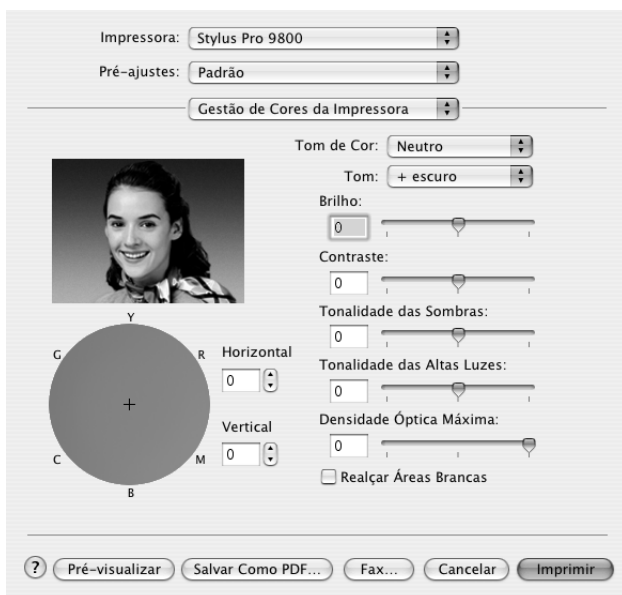 Impressora: Stylus Pro 9800
Pré-ajustes: Padrão
Gestão de Cores da Impressora
Tom de Cor: Neutro
Tom: + escuro
Brilho:
0
Contraste:
0
Tonalidade das Sombras:
0
Tonalidade das Altas Luzes:
0
Densidade Óptica Máxima:
0
Realçar Áreas Brancas
Y
G
R
C
M
B
Horizontal
0
Vertical
0
? Pré-visualizar Salvar Como PDF... Fax... Cancelar Imprimir